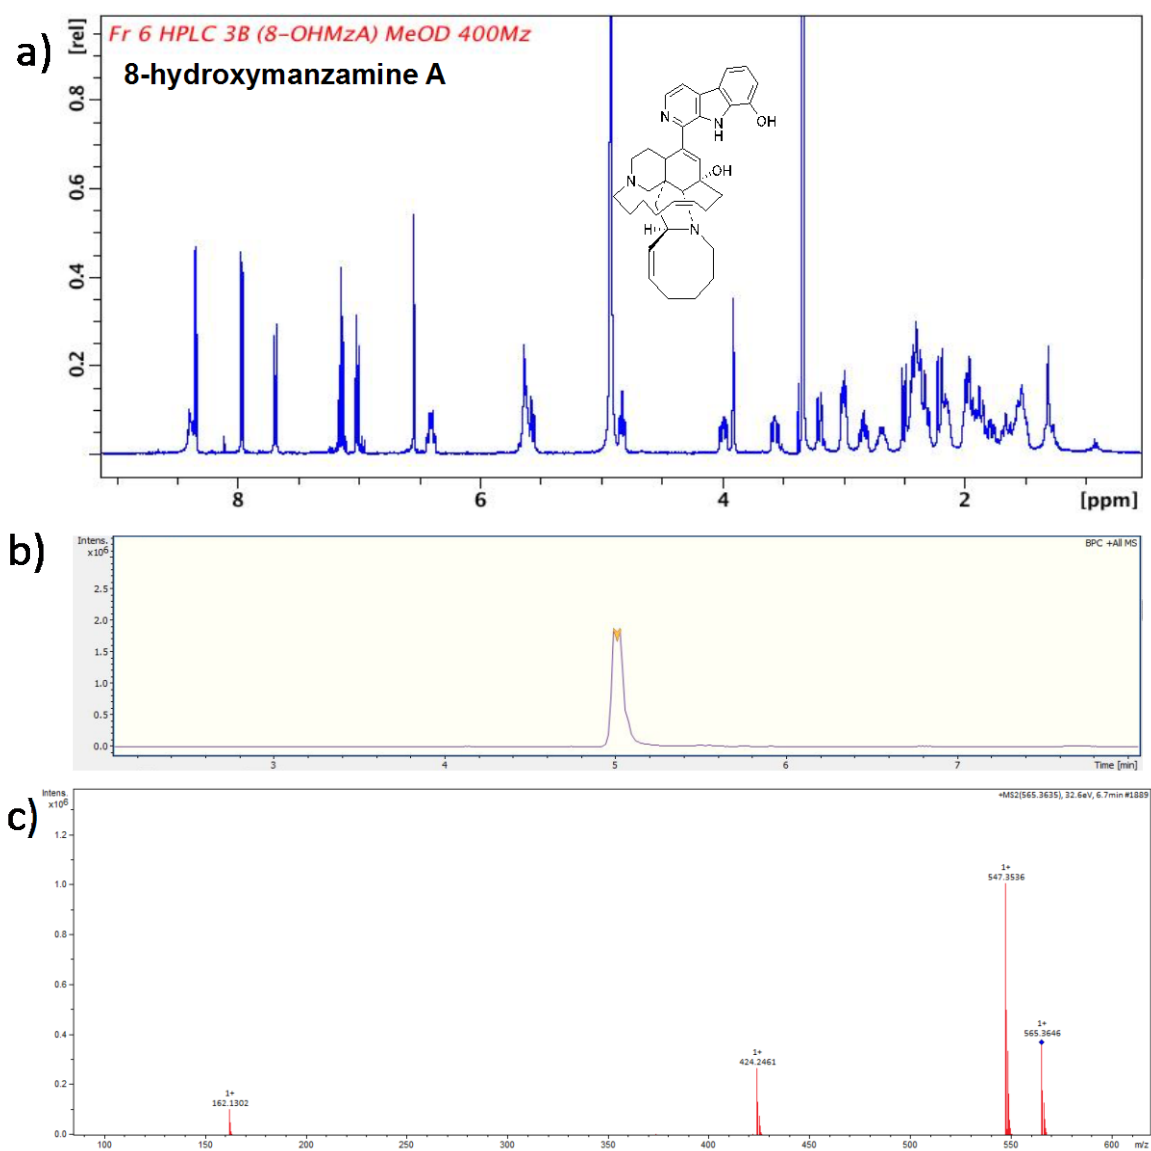 a)
[rel]
Fr 6 HPLC 3B (8-OHMzA) MeOD 400Mz
8-hydroxymanzamine A
0.8
0.6
0.4
0.2
N
N
H
OH
OH
N
H
N
8
6
4
2
[ppm]
b)
Intens.
x10^6
BPC +All MS
2.5
2.0
1.5
1.0
0.5
0.0
3
4
5
6
7
Time [min]
c)
Intens.
x10^6
+MS2(565.3635), 32.6eV, 6.7min #1889
1.2
1.0
0.8
0.6
0.4
0.2
0.0
1+
547.3536
1+
565.3646
1+
424.2461
1+
162.1302
100
150
200
250
300
350
400
450
500
550
600
m/z